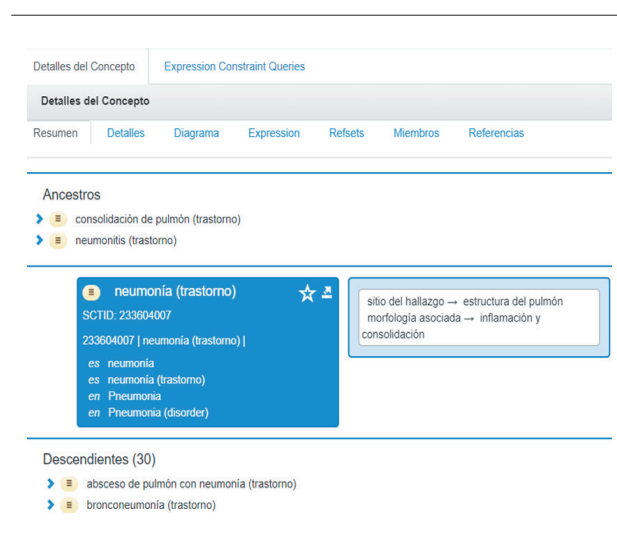 Detalles del Concepto Expression Constraint Queries
Detalles del Concepto
Resumen Detalles Diagrama Expression Refsets Miembros Referencias
Ancestros
consolidación de pulmón (trastorno)
neumonitis (trastorno)
neumonía (trastorno)
SCTID: 233604007
233604007 | neumonía (trastorno) |
es neumonía
es neumonía (trastorno)
en Pneumonia
en Pneumonia (disorder)
sitio del hallazgo → estructura del pulmón
morfología asociada → inflamación y
consolidación
Descendientes (30)
absceso de pulmón con neumonía (trastorno)
bronconeumonía (trastorno)